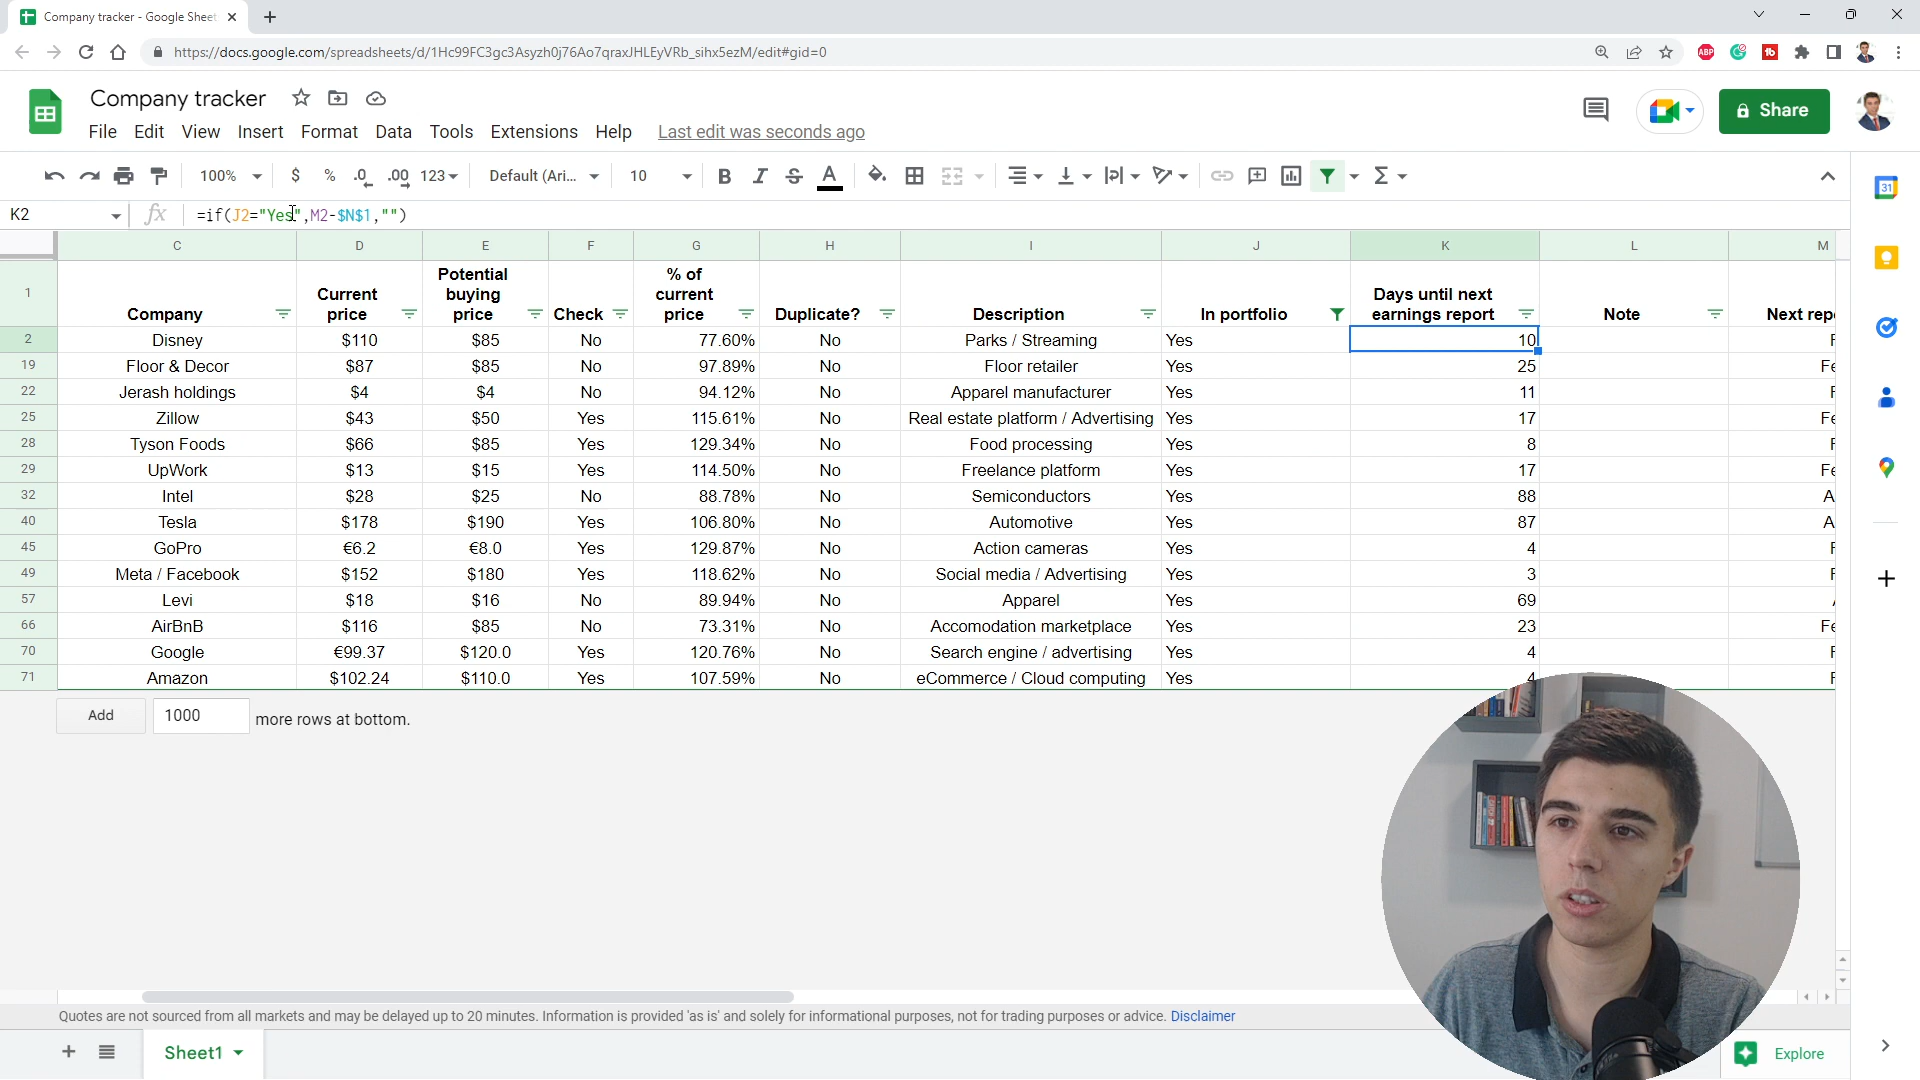 Company tracker - Google Sheet
https://docs.google.com/spreadsheets/d/1Hc99FC3gc3Asyzh0j76Ao7qraxJHLEyVRb_sihx5ezM/edit#gid=0
Company tracker
Share
File Edit View Insert Format Data Tools Extensions Help Last edit was seconds ago
100% $ % .0 .00 123 Default (Ari... 10 B I S A
K2 fx =if(J2="Yes",M2-$N$1,"")
C D E F G H I J K L M
1 Company Current price Potential buying price Check % of current price Duplicate? Description In portfolio Days until next earnings report Note Next rep
2 Disney $110 $85 No 77.60% No Parks / Streaming Yes 10 F
19 Floor & Decor $87 $85 No 97.89% No Floor retailer Yes 25 Fe
22 Jerash holdings $4 $4 No 94.12% No Apparel manufacturer Yes 11 F
25 Zillow $43 $50 Yes 115.61% No Real estate platform / Advertising Yes 17 Fe
28 Tyson Foods $66 $85 Yes 129.34% No Food processing Yes 8 F
29 UpWork $13 $15 Yes 114.50% No Freelance platform Yes 17 Fe
32 Intel $28 $25 No 88.78% No Semiconductors Yes 88 A
40 Tesla $178 $190 Yes 106.80% No Automotive Yes 87 A
45 GoPro €6.2 €8.0 Yes 129.87% No Action cameras Yes 4 F
49 Meta / Facebook $152 $180 Yes 118.62% No Social media / Advertising Yes 3 F
57 Levi $18 $16 No 89.94% No Apparel Yes 69
66 AirBnB $116 $85 No 73.31% No Accomodation marketplace Yes 23 Fe
70 Google €99.37 $120.0 Yes 120.76% No Search engine / advertising Yes 4 F
71 Amazon $102.24 $110.0 Yes 107.59% No eCommerce / Cloud computing Yes 4 F
Add 1000 more rows at bottom.
Quotes are not sourced from all markets and may be delayed up to 20 minutes. Information is provided 'as is' and solely for informational purposes, not for trading purposes or advice. Disclaimer
Sheet1
Explore
ABP
31